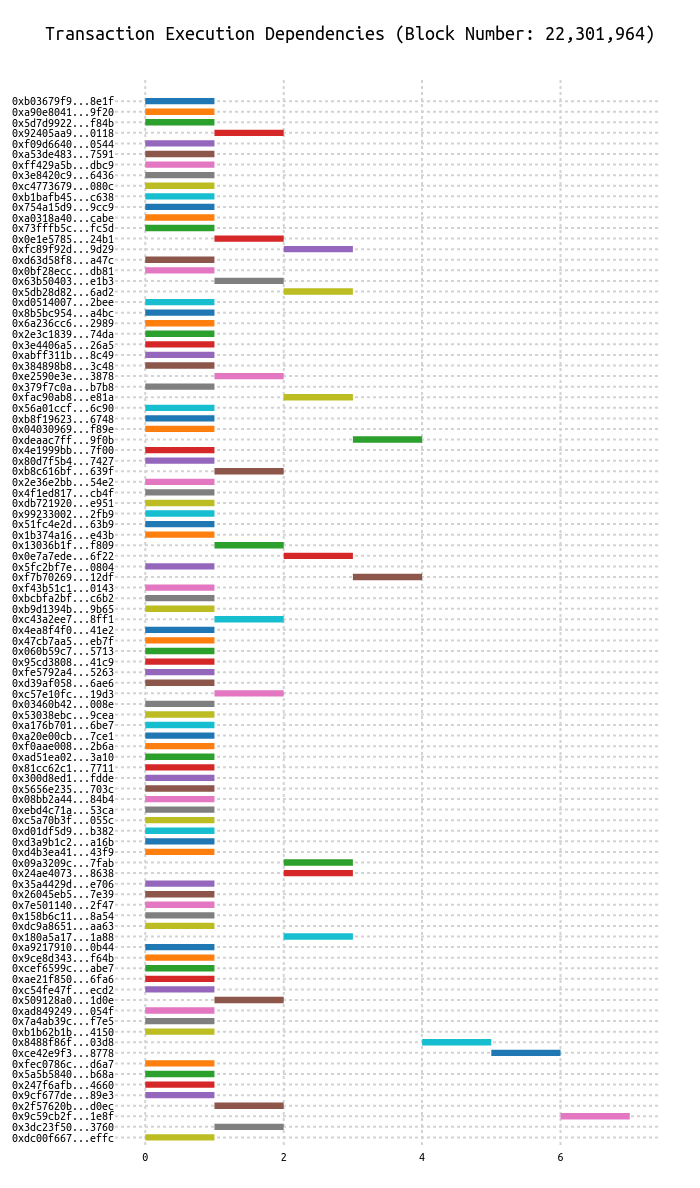 Transaction Execution Dependencies (Block Number: 22,301,964)
0xb03679f9...8e1f
0xa90e8041...9f20
0x5d7d9922...f84b
0x92405aa9...0118
0xf09d6640...0544
0xa53de483...7591
0xff429a5b...dbc9
0x3e8420c9...6436
0xc4773679...080c
0xb1bafb45...c638
0x754a15d9...9cc9
0xa0318a40...cabe
0x73fffb5c...fc5d
0x0e1e5785...24b1
0xfc89f92d...9d29
0xd63d58f8...a47c
0x0bf28ecc...db81
0x63b50403...e1b3
0x5db28d82...6ad2
0xd0514007...2bee
0x8b5bc954...a4bc
0x6a236cc6...2989
0x2e3c1839...74da
0x3e4406a5...26a5
0xabff311b...8c49
0x384898b8...3c48
0xe2590e3e...3878
0x379f7c0a...b7b8
0xfac90ab8...e81a
0x56a01ccf...6c90
0xb8f19623...6748
0x04030969...f89e
0xdeaac7ff...9f0b
0x4e1999bb...7f00
0x80d7f5b4...7427
0xb8c616bf...639f
0x2e36e2bb...54e2
0x4f1ed817...cb4f
0xdb721920...e951
0x99233002...2fb9
0x51fc4e2d...63b9
0x1b374a16...e43b
0x13036b1f...f809
0x0e7a7ede...6f22
0x5fc2bf7e...0804
0xf7b70269...12df
0xf43b51c1...0143
0xbcbfa2bf...c6b2
0xb9d1394b...9b65
0xc43a2ee7...8ff1
0x4ea8f4f0...41e2
0x47cb7aa5...eb7f
0x060b59c7...5713
0x95cd3808...41c9
0xfe5792a4...5263
0xd39af058...6ae6
0xc57e10fc...19d3
0x03460b42...008e
0x53038ebc...9cea
0xa176b701...6be7
0xa20e00cb...7ce1
0xf0aae008...2b6a
0xad51ea02...3a10
0x81cc62c1...7711
0x300d8ed1...fdde
0x5656e235...703c
0x08bb2a44...84b4
0xebd4c71a...53ca
0xc5a70b3f...055c
0xd01df5d9...b382
0xd3a9b1c2...a16b
0xd4b3ea41...43f9
0x09a3209c...7fab
0x24ae4073...8638
0x35a4429d...e706
0x26045eb5...7e39
0x7e501140...2f47
0x158b6c11...8a54
0xdc9a8651...aa63
0x180a5a17...1a88
0xa9217910...0b44
0x9ce8d343...f64b
0xcef6599c...abe7
0xae21f850...6fa6
0xc54fe47f...ecd2
0x509128a0...1d0e
0xad849249...054f
0x7a4ab39c...f7e5
0xb1b62b1b...4150
0x8488f86f...03d8
0xce42e9f3...8778
0xfec0786c...d6a7
0x5a5b5840...b68a
0x247f6afb...4660
0x9cf677de...89e3
0x2f57620b...d0ec
0x9c59cb2f...1e8f
0x3dc23f50...3760
0xdc00f667...effc
0 2 4 6